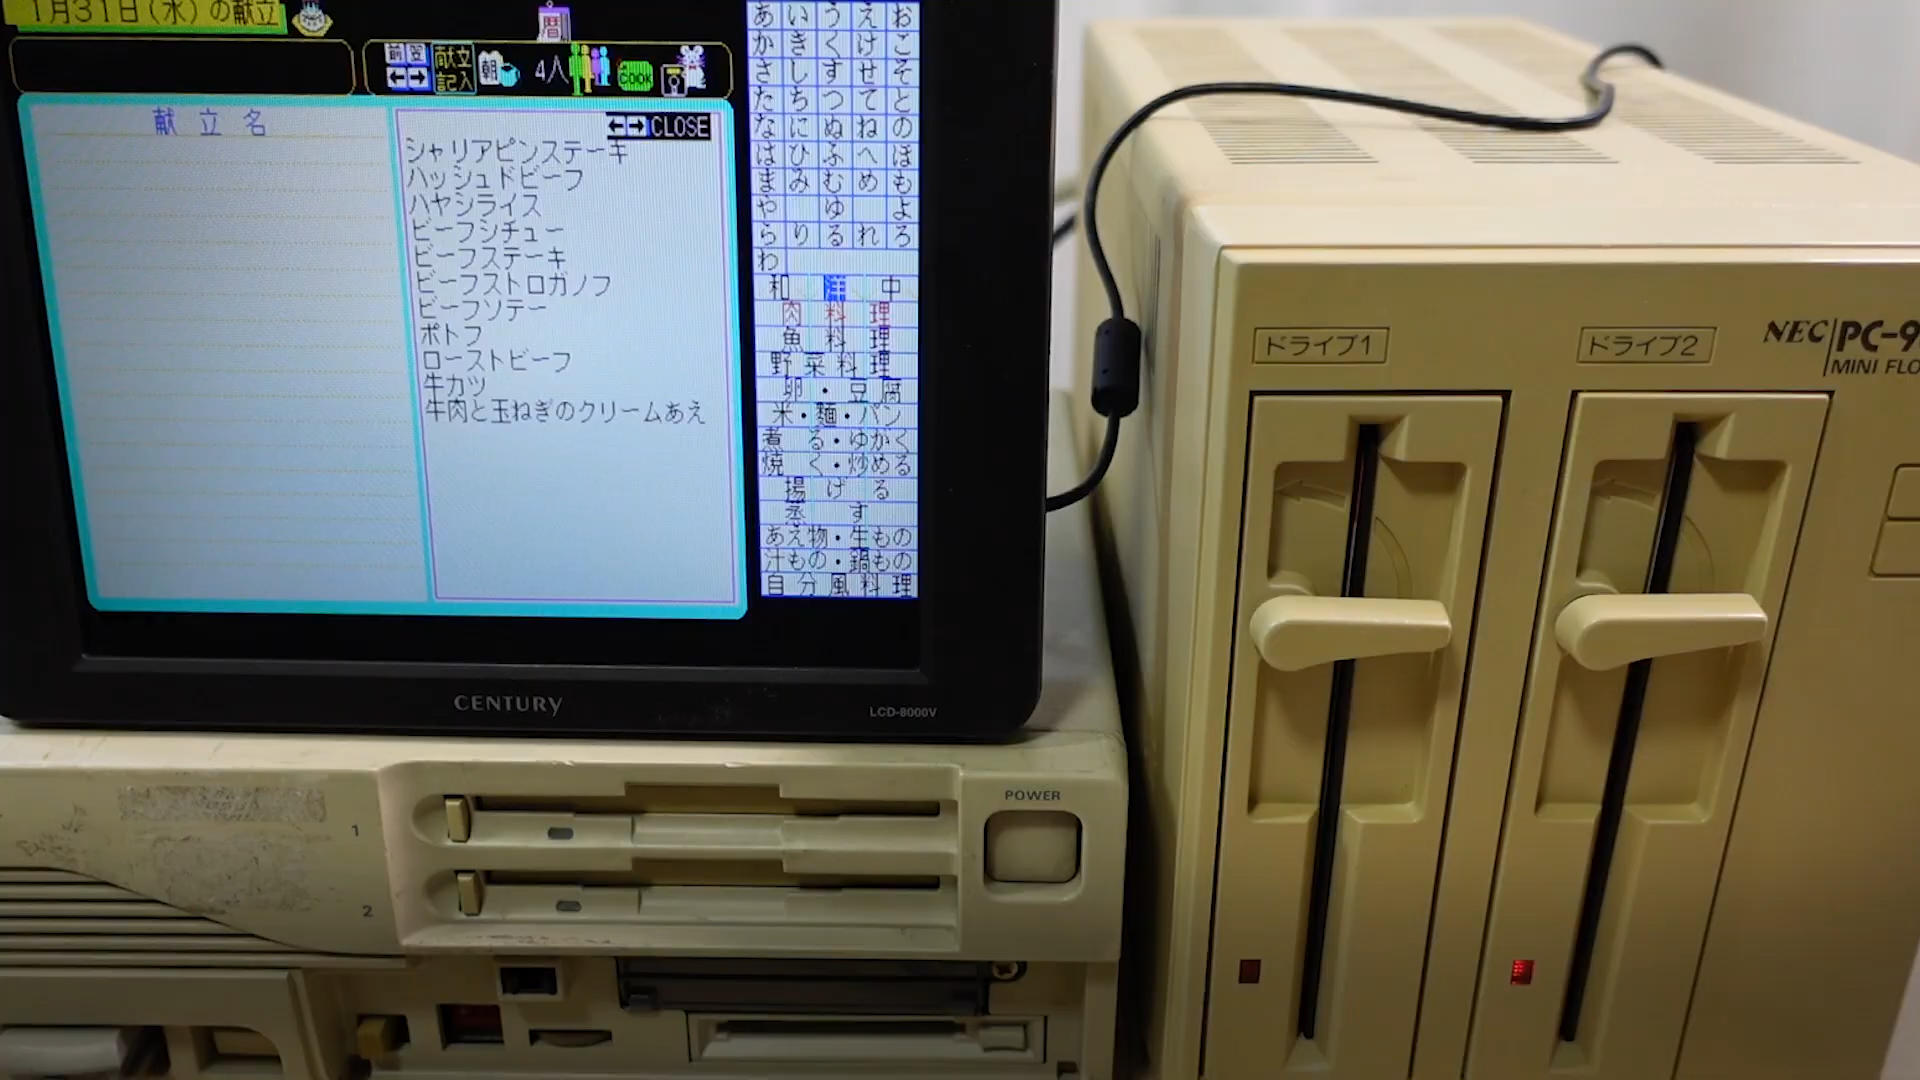 1月31日(水)の献立
暦
前 翌
献立
記入
朝
4人
COOK
献立名
CLOSE
シャリアピンステーキ
ハッシュドビーフ
ハヤシライス
ビーフシチュー
ビーフステーキ
ビーフストロガノフ
ビーフソテー
ポトフ
ローストビーフ
牛カツ
牛肉と玉ねぎのクリームあえ
あいうえお
かきくけこ
さしすせそ
たちつてと
なにぬねの
はひふへほ
まみむめも
や ゆ よ
らりるれろ
わ
和 洋 中
肉料理
魚料理
野菜料理
卵・豆腐
米・麺・パン
煮る・ゆがく
焼く・炒める
揚げる
蒸す
あえ物・生もの
汁もの・鍋もの
自分風料理
CENTURY
LCD-8000V
POWER
1
2
ドライブ1
ドライブ2
NEC PC-9
MINI FLO